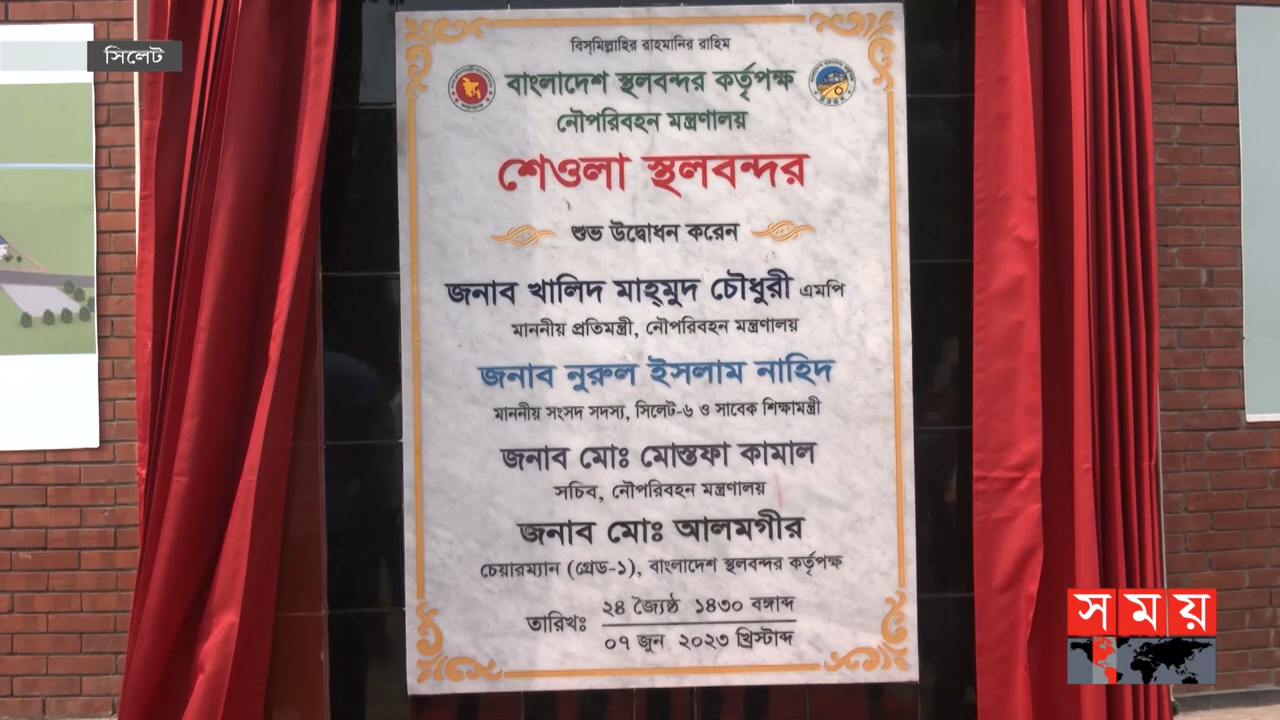 সিলেট
বিস্‌মিল্লাহির রাহমানির রাহিম
বাংলাদেশ স্থলবন্দর কর্তৃপক্ষ
নৌপরিবহন মন্ত্রণালয়
শেওলা স্থলবন্দর
শুভ উদ্বোধন করেন
জনাব খালিদ মাহ্‌মুদ চৌধুরী এমপি
মাননীয় প্রতিমন্ত্রী, নৌপরিবহন মন্ত্রণালয়
জনাব নুরুল ইসলাম নাহিদ
মাননীয় সংসদ সদস্য, সিলেট-৬ ও সাবেক শিক্ষামন্ত্রী
জনাব মোঃ মোস্তফা কামাল
সচিব, নৌপরিবহন মন্ত্রণালয়
জনাব মোঃ আলমগীর
চেয়ারম্যান (গ্রেড-১), বাংলাদেশ স্থলবন্দর কর্তৃপক্ষ
তারিখঃ ২৪ জ্যৈষ্ঠ ১৪৩০ বঙ্গাব্দ
০৭ জুন ২০২৩ খ্রিস্টাব্দ
সময়